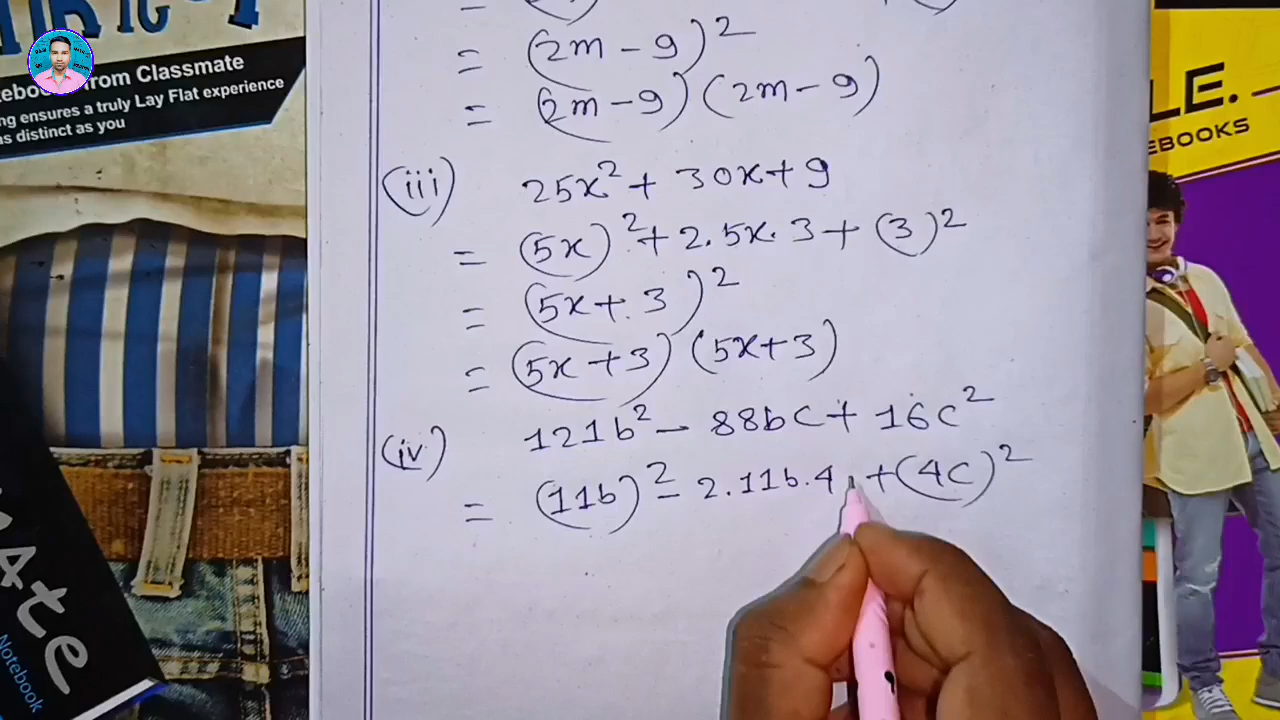 = (2m - 9)²
= (2m - 9) (2m - 9)
(iii) 25x² + 30x + 9
= (5x)² + 2.5x.3 + (3)²
= (5x + 3)²
= (5x + 3) (5x + 3)
(iv) 121b² - 88bc + 16c²
= (11b)² - 2.11b.4 + (4c)²
from Classmate
ng ensures a truly Lay Flat experience
as distinct as you
Notebook
LE.
EBOOKS